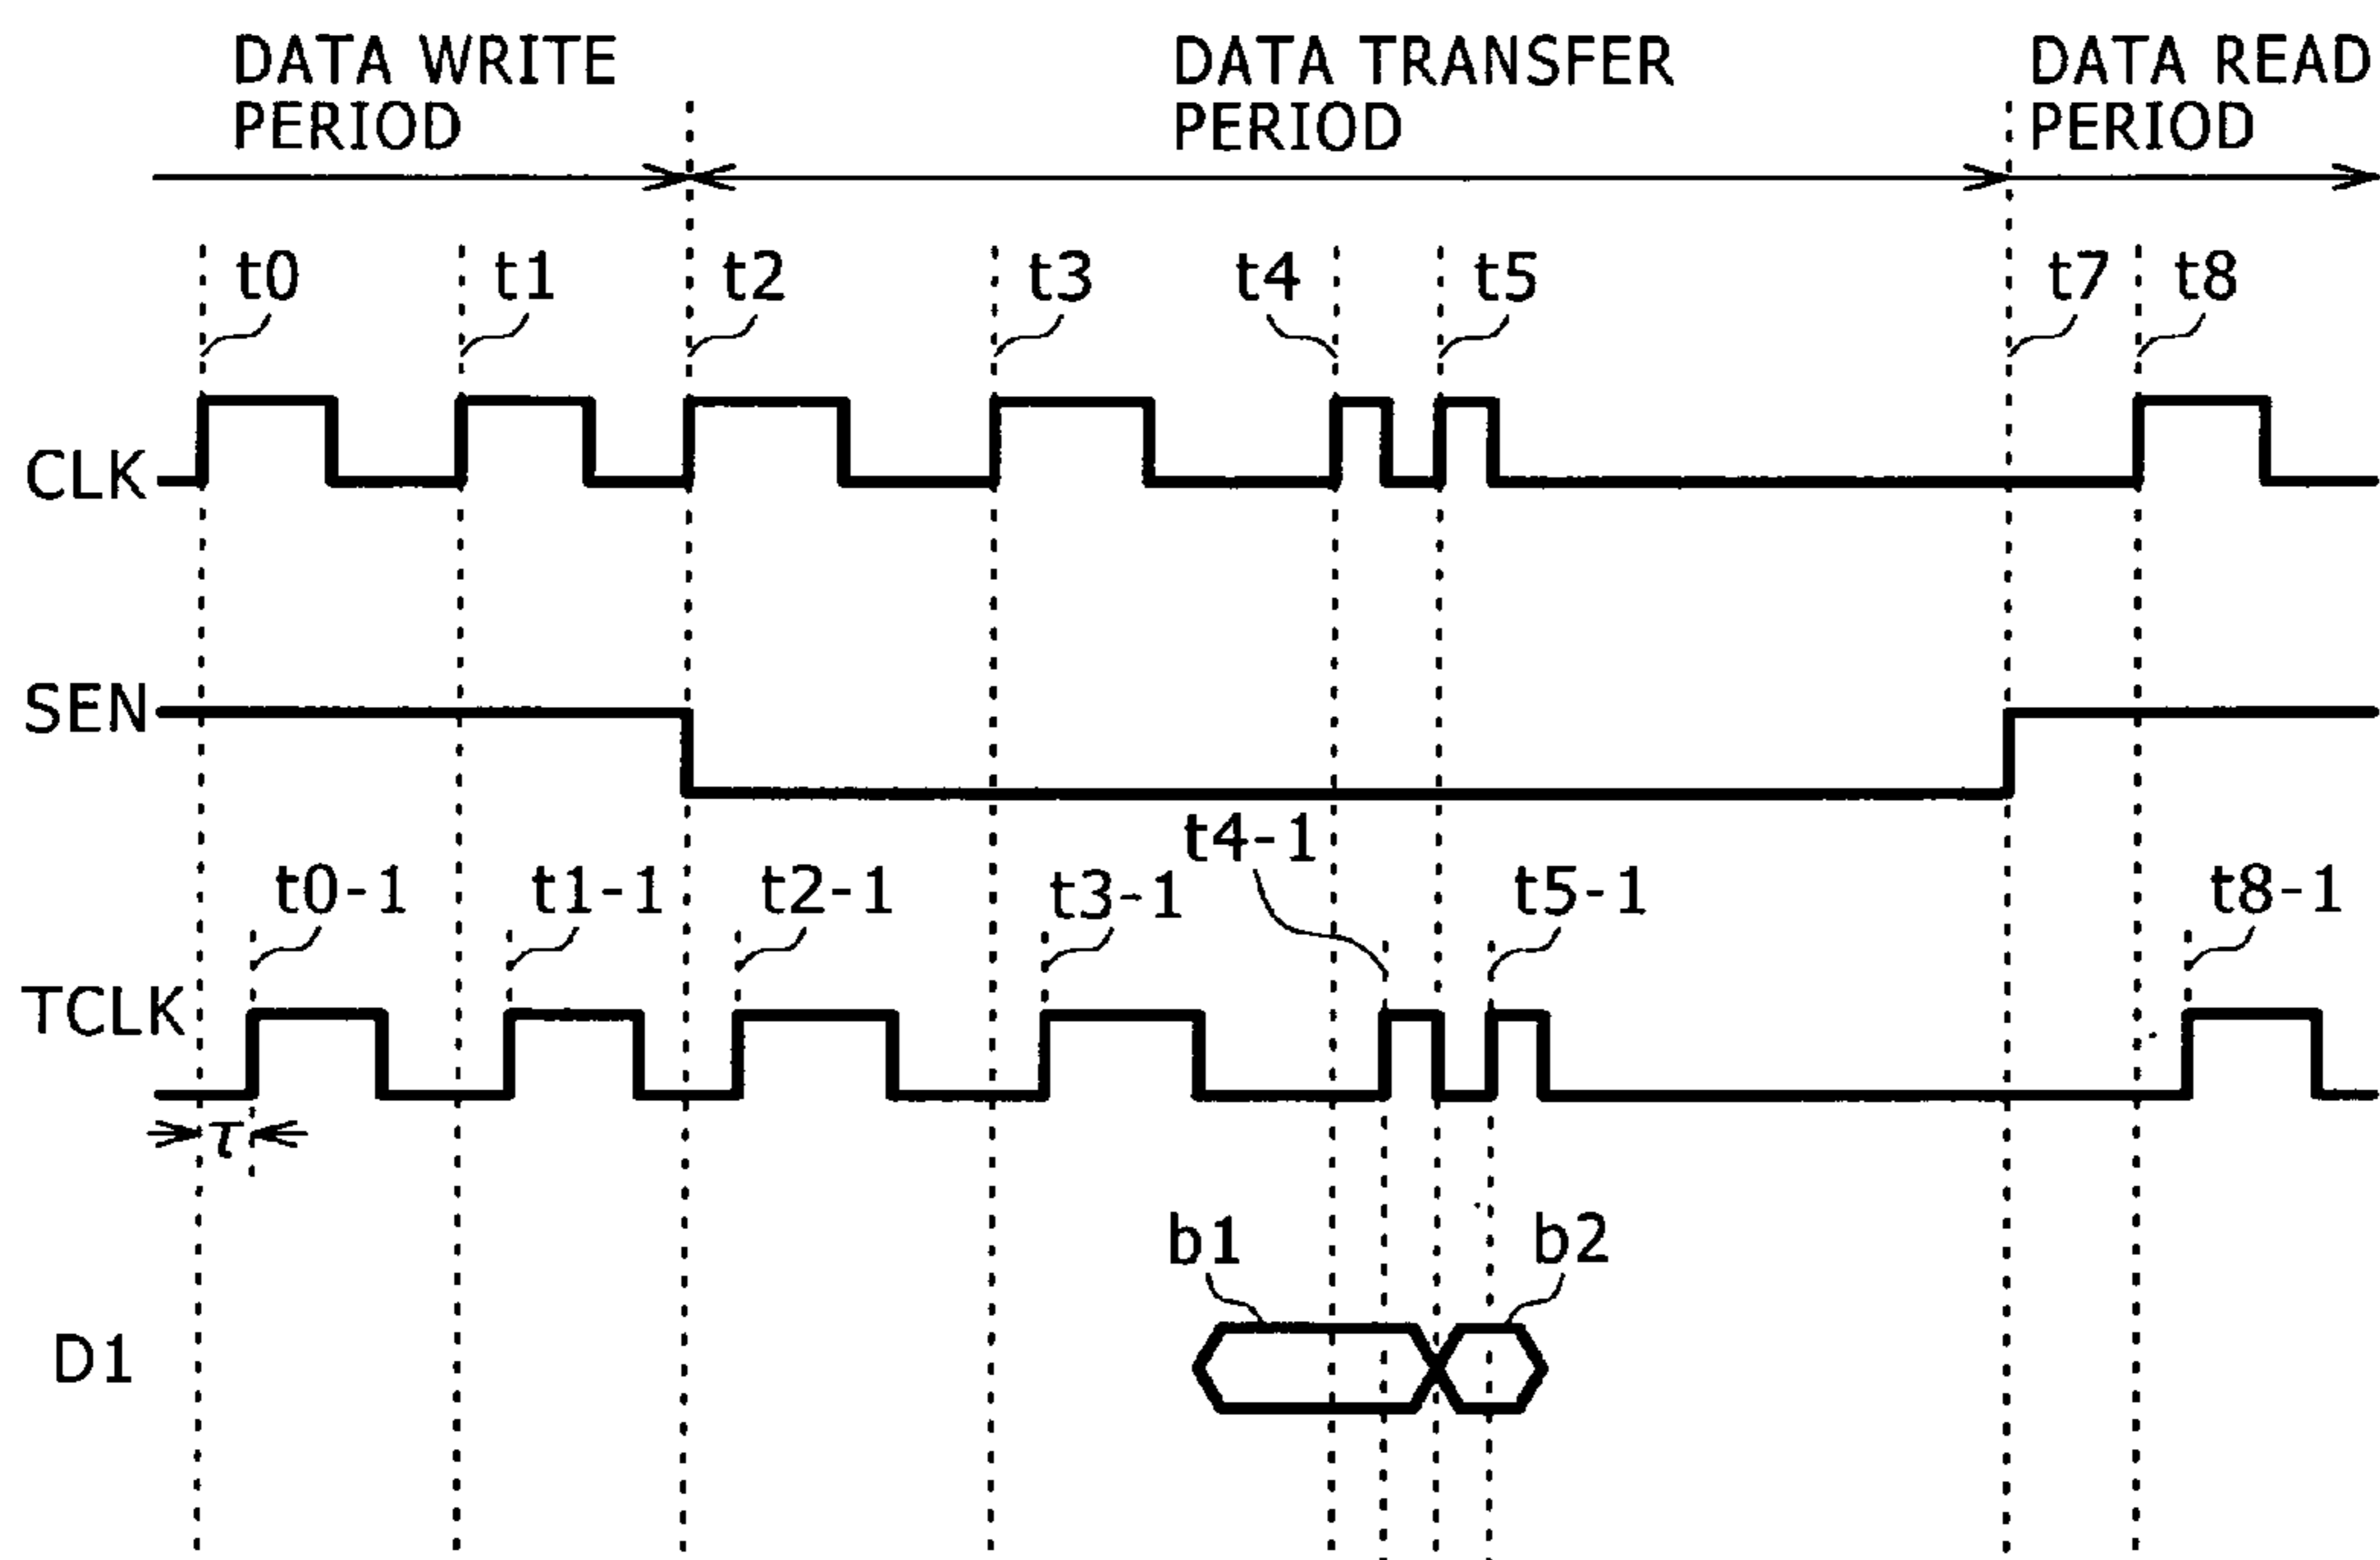 DATA WRITE
PERIOD
DATA TRANSFER
PERIOD
DATA READ
PERIOD
t0
t1
t2
t3
t4
t5
t7
t8
CLK
SEN
t4-1
t0-1
t1-1
t2-1
t3-1
t5-1
t8-1
TCLK
τ
b1
b2
D1